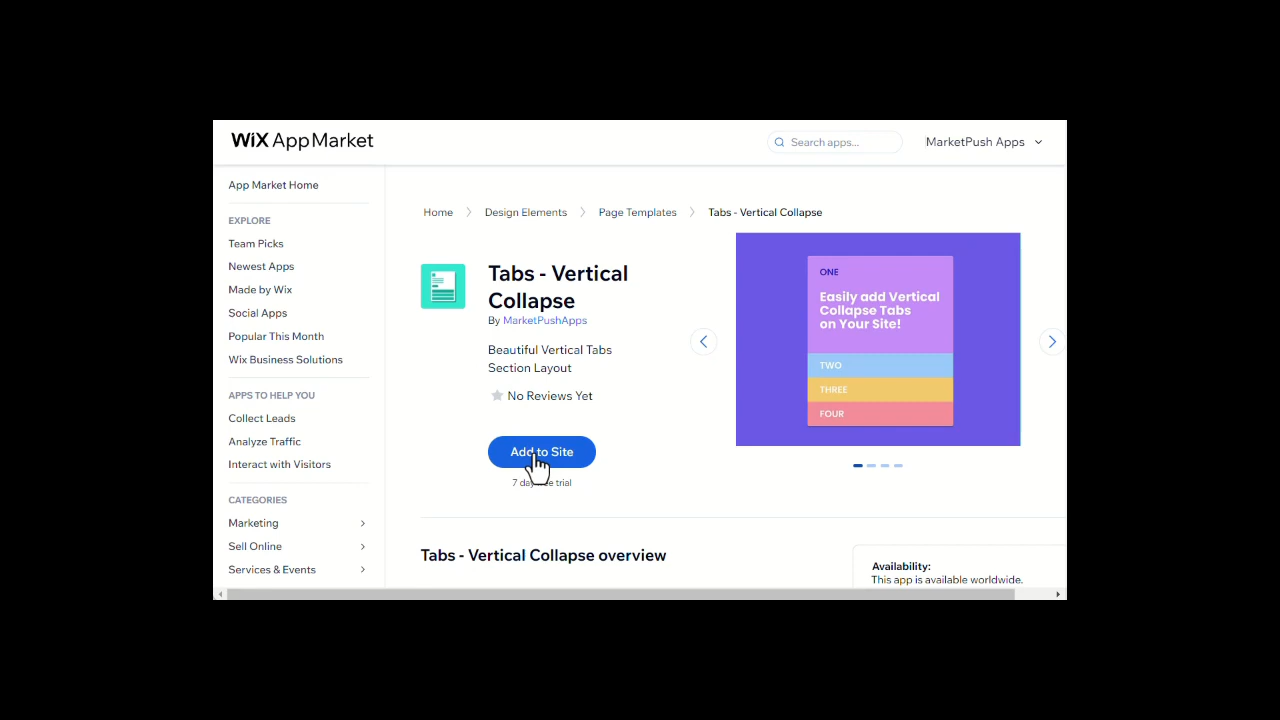 WiX App Market
Search apps...
MarketPush Apps
App Market Home
EXPLORE
Team Picks
Newest Apps
Made by Wix
Social Apps
Popular This Month
Wix Business Solutions
APPS TO HELP YOU
Collect Leads
Analyze Traffic
Interact with Visitors
CATEGORIES
Marketing
Sell Online
Services & Events
Home
Design Elements
Page Templates
Tabs - Vertical Collapse
Tabs - Vertical
Collapse
By MarketPushApps
Beautiful Vertical Tabs
Section Layout
No Reviews Yet
Add to Site
7 day free trial
ONE
Easily add Vertical
Collapse Tabs
on Your Site!
TWO
THREE
FOUR
Tabs - Vertical Collapse overview
Availability:
This app is available worldwide.